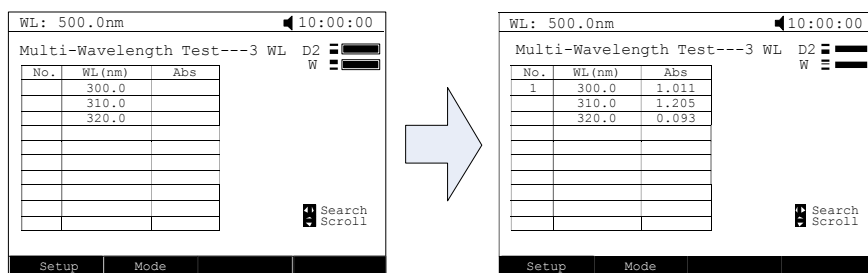 WL: 500.0nm 10:00:00
Multi-Wavelength Test---3 WL D2
W
No. WL(nm) Abs
300.0
310.0
320.0
Search
Scroll
Setup Mode
WL: 500.0nm 10:00:00
Multi-Wavelength Test---3 WL D2
W
No. WL(nm) Abs
1 300.0 1.011
310.0 1.205
320.0 0.093
Search
Scroll
Setup Mode